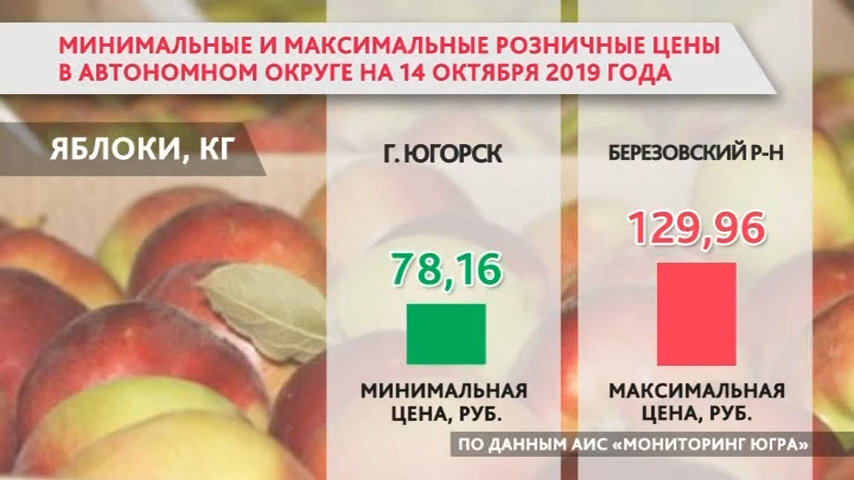 МИНИМАЛЬНЫЕ И МАКСИМАЛЬНЫЕ РОЗНИЧНЫЕ ЦЕНЫ
В АВТОНОМНОМ ОКРУГЕ НА 14 ОКТЯБРЯ 2019 ГОДА
ЯБЛОКИ, КГ
Г. ЮГОРСК
78,16
МИНИМАЛЬНАЯ
ЦЕНА, РУБ.
БЕРЕЗОВСКИЙ Р-Н
129,96
МАКСИМАЛЬНАЯ
ЦЕНА, РУБ.
ПО ДАННЫМ АИС «МОНИТОРИНГ ЮГРА»